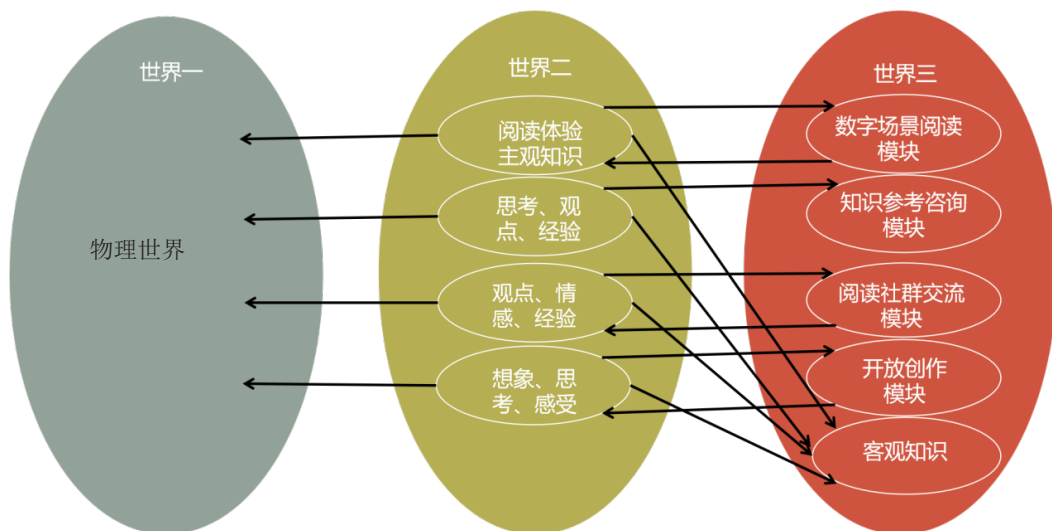 世界一
物理世界
世界二
阅读体验
主观知识
思考、观
点、经验
观点、情
感、经验
想象、思
考、感受
世界三
数字场景阅读
模块
知识参考咨询
模块
阅读社群交流
模块
开放创作
模块
客观知识